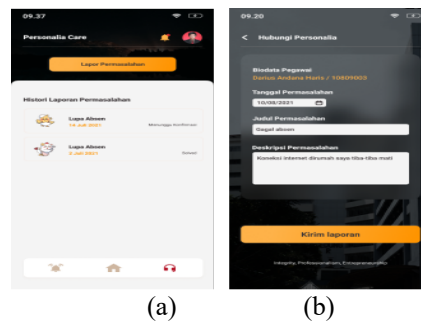 09.37
Personalia Care
Lapor Permasalahan
Histori Laporan Permasalahan
Lupa Absen
14 Juli 2021
Menunggu Konfirmasi
Lupa Absen
2 Juli 2021
Selesai
(a)
09.20
< Hubungi Personalia
Biodata Pegawai
Darius Andana Haris / 10809003
Tanggal Permasalahan
10/08/2021
Judul Permasalahan
Gagal absen
Deskripsi Permasalahan
Koneksi internet dirumah saya tiba-tiba mati
Kirim laporan
Integrity, Professionalism, Entrepreneurship
(b)